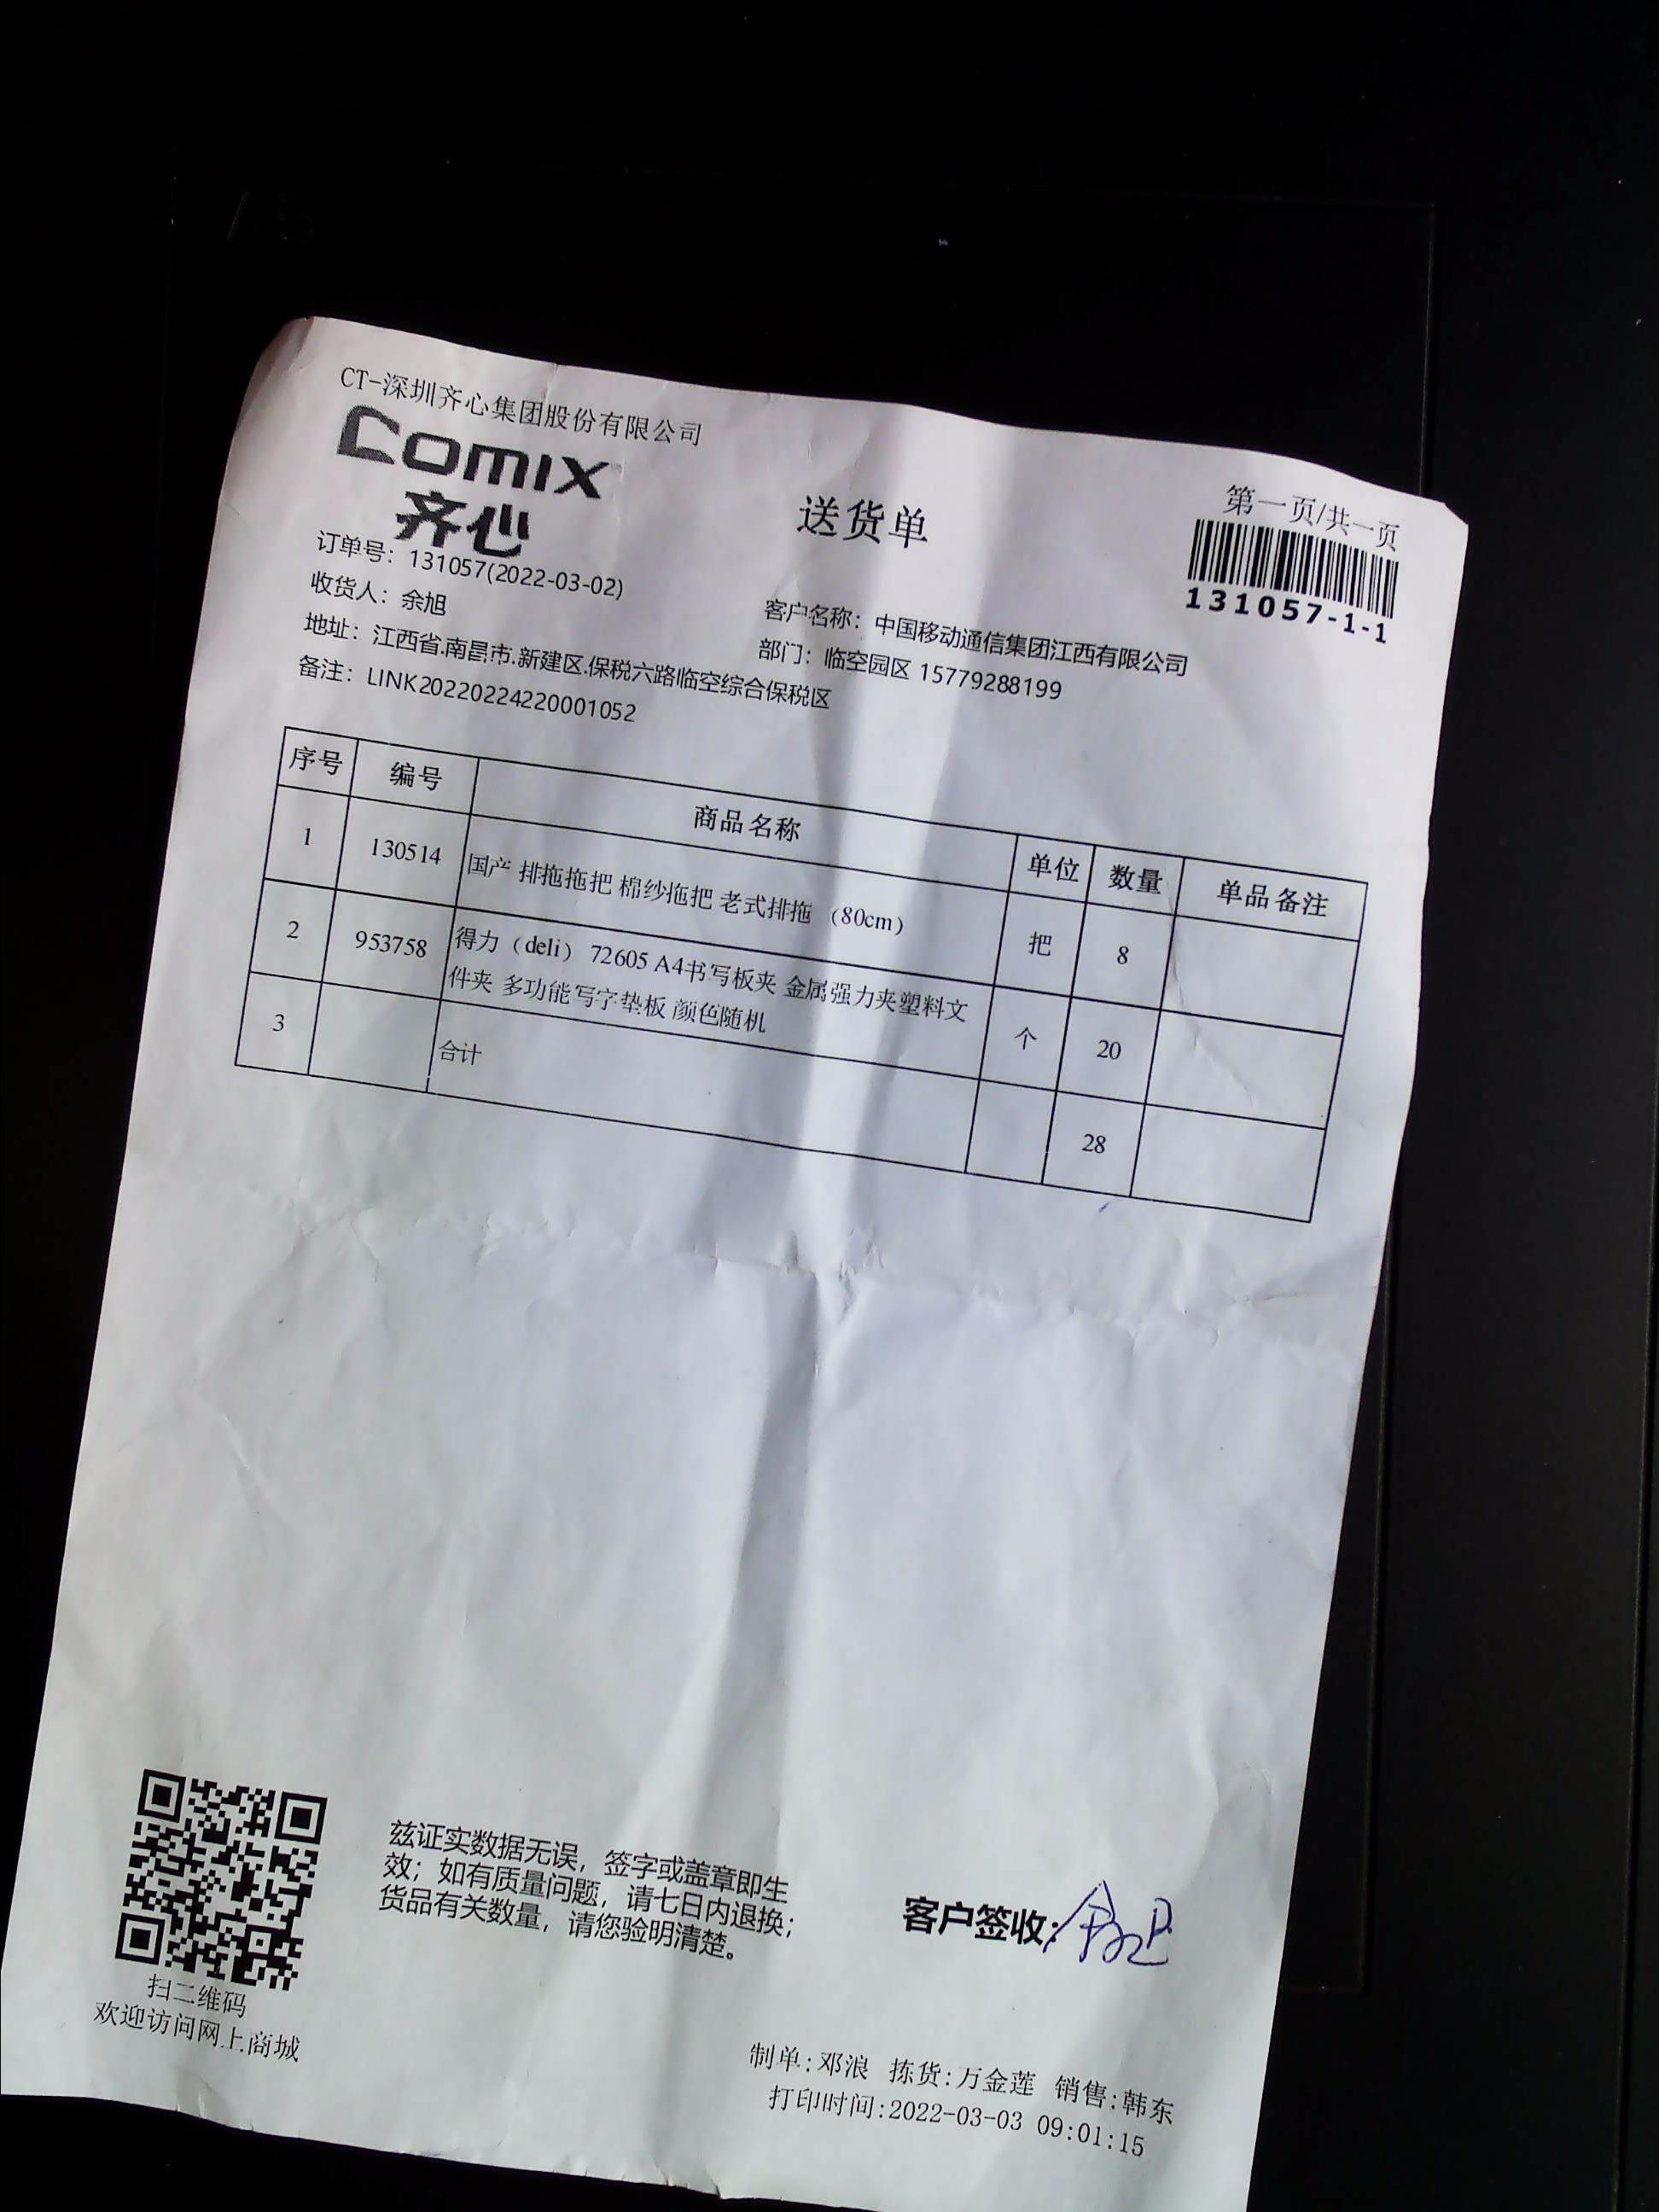 CT-深圳齐心集团股份有限公司
Comix
齐心
送货单
第一页/共一页
131057-1-1
订单号：131057(2022-03-02)
收货人：余旭
客户名称：中国移动通信集团江西有限公司
地址：江西省.南昌市.新建区.保税六路临空综合保税区
部门：临空园区 15779288199
备注：LINK20220224220001052
序号 编号 商品名称 单位 数量 单品备注
1 130514 国产 排拖拖把 棉纱拖把 老式排拖 （80cm） 把 8
2 953758 得力（deli） 72605 A4书写板夹 金属强力夹塑料文
件夹 多功能写字垫板 颜色随机 个 20
3 合计 28
兹证实数据无误，签字或盖章即生
效；如有质量问题，请七日内退换；
货品有关数量，请您验明清楚。
客户签收：余旭
扫二维码
欢迎访问网上商城
制单:邓浪 拣货:万金莲 销售:韩东
打印时间:2022-03-03 09:01:15